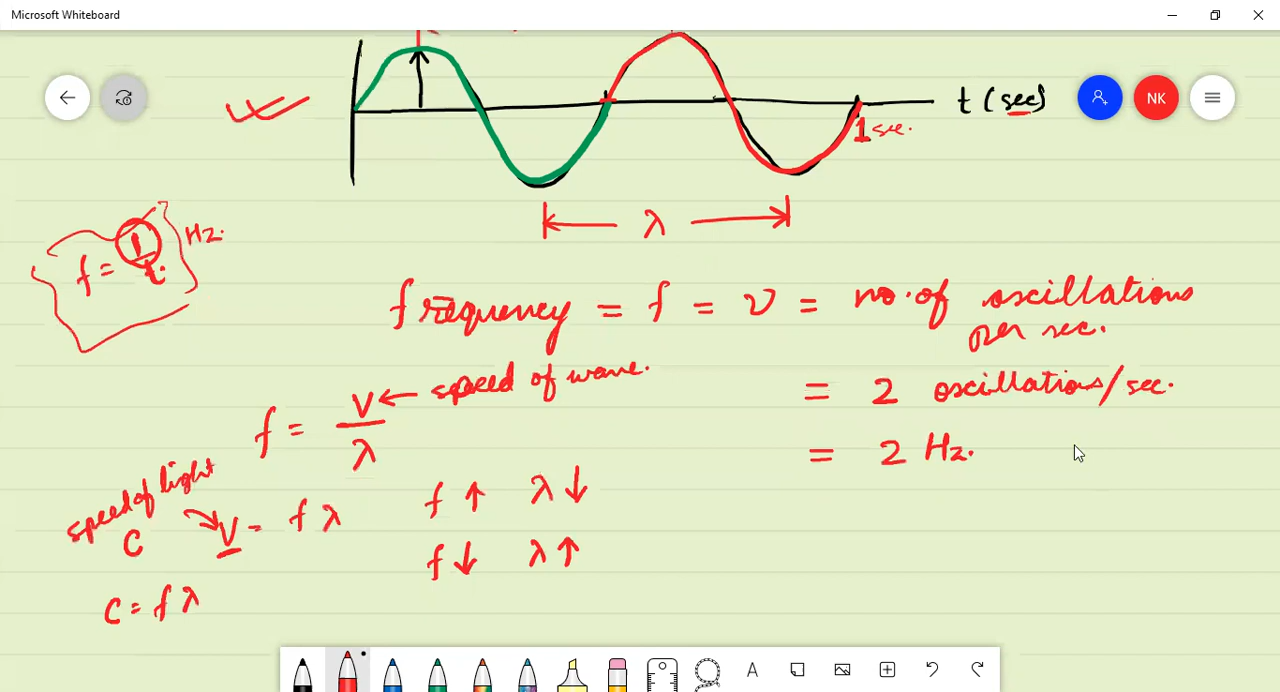 Microsoft Whiteboard
NK
t (sec)
1 sec.
λ
f = 1/t. Hz.
frequency = f = ν = no. of oscillations
per sec.
= 2 oscillations/sec.
= 2 Hz.
f = V/λ ← speed of wave.
speed of light
C
V = f λ
f ↑ λ ↓
f ↓ λ ↑
C = f λ
A